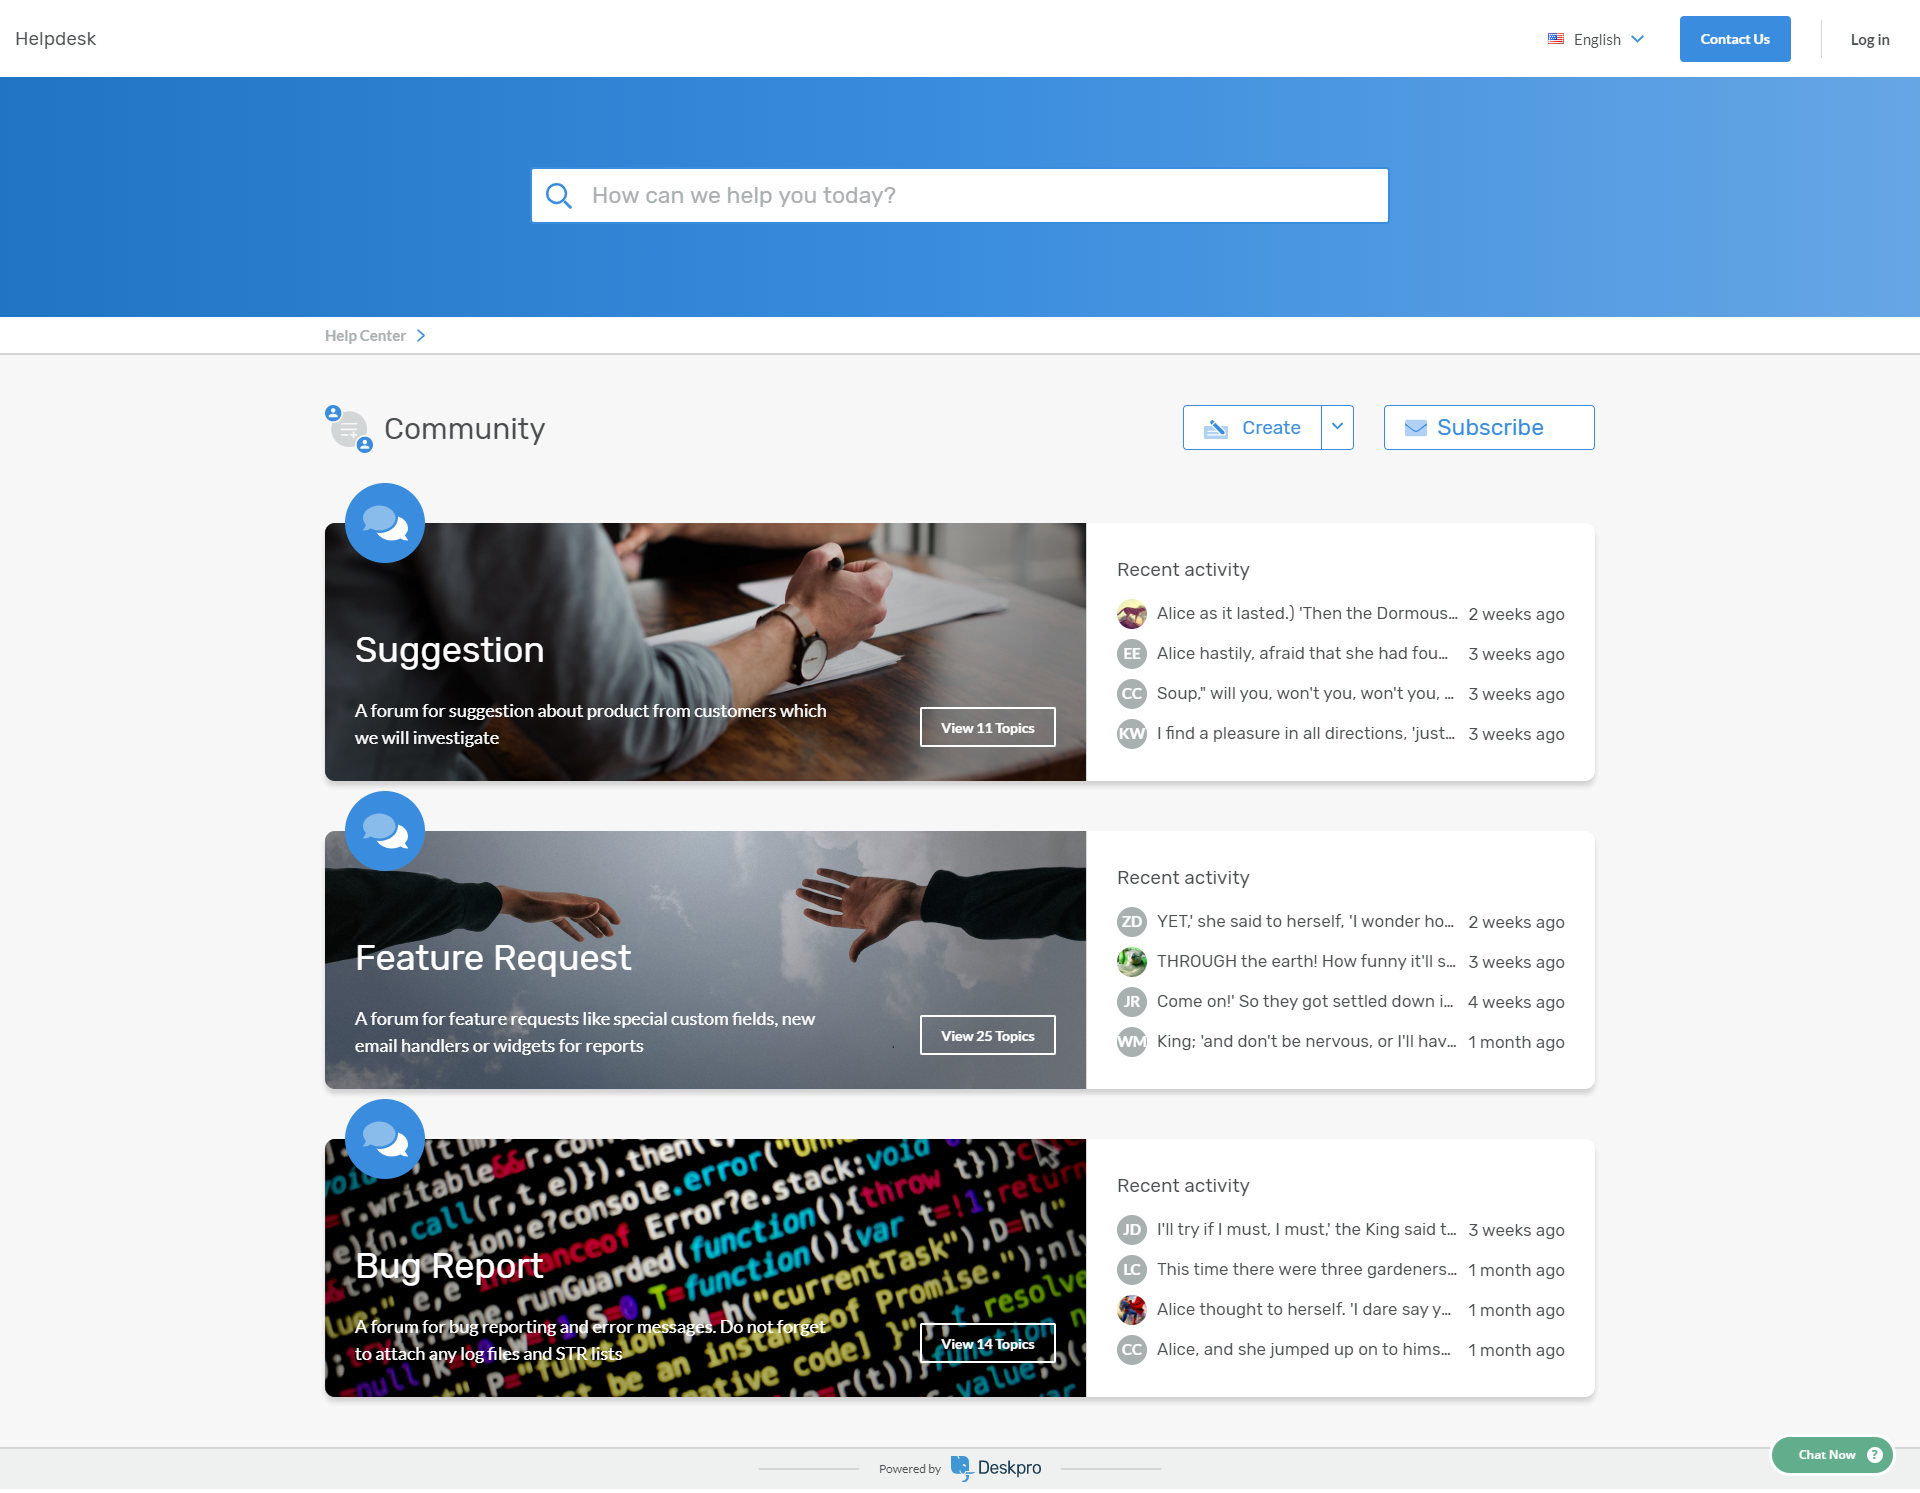 Helpdesk
English
Contact Us
Log in
How can we help you today?
Help Center
Community
Create
Subscribe
Suggestion
A forum for suggestion about product from customers which
we will investigate
View 11 Topics
Recent activity
Alice as it lasted.) 'Then the Dormous... 2 weeks ago
EE Alice hastily, afraid that she had fou... 3 weeks ago
CC Soup," will you, won't you, won't you, ... 3 weeks ago
KW I find a pleasure in all directions, 'just... 3 weeks ago
Feature Request
A forum for feature requests like special custom fields, new
email handlers or widgets for reports
View 25 Topics
Recent activity
ZD YET,' she said to herself, 'I wonder ho... 2 weeks ago
THROUGH the earth! How funny it'll s... 3 weeks ago
JR Come on!' So they got settled down i... 4 weeks ago
WM King; 'and don't be nervous, or I'll hav... 1 month ago
Bug Report
A forum for bug reporting and error messages. Do not forget
to attach any log files and STR lists
View 14 Topics
Recent activity
JD I'll try if I must, I must,' the King said t... 3 weeks ago
LC This time there were three gardeners... 1 month ago
Alice thought to herself. 'I dare say y... 1 month ago
CC Alice, and she jumped up on to hims... 1 month ago
Powered by Deskpro
Chat Now ?